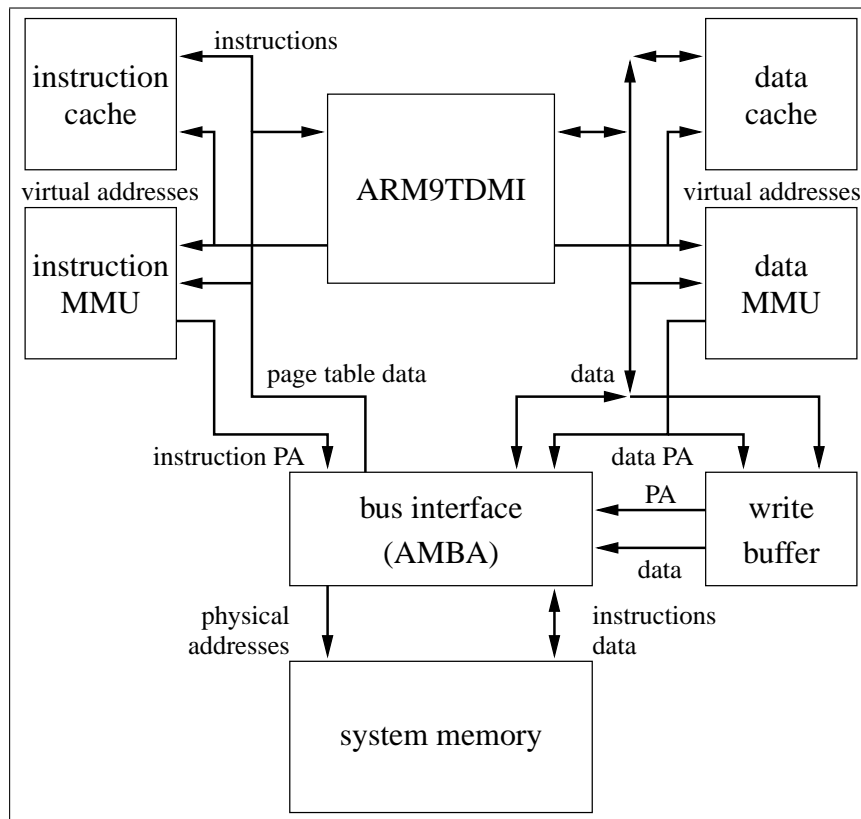 instructions
instruction
cache
data
cache
ARM9TDMI
virtual addresses
virtual addresses
instruction
MMU
data
MMU
page table data
data
instruction PA
data PA
bus interface
(AMBA)
PA
data
write
buffer
physical
addresses
instructions
data
system memory